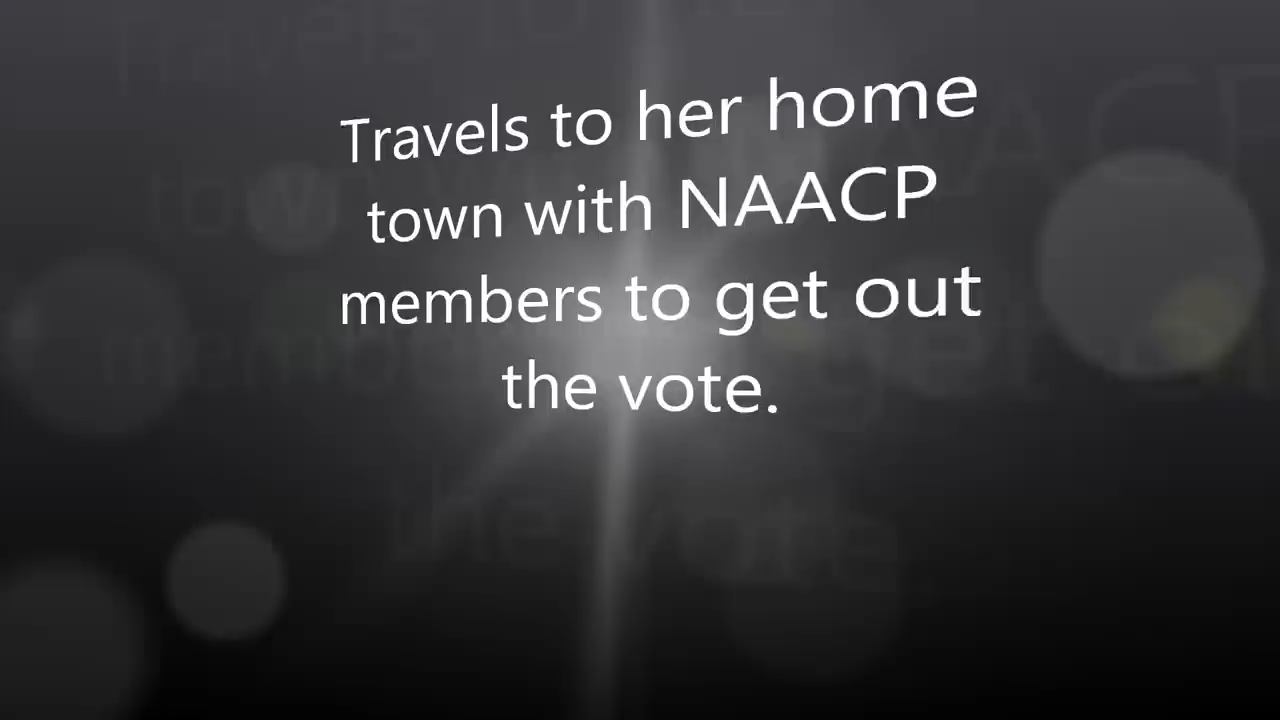 Travels to her home
town with NAACP
members to get out
the vote.